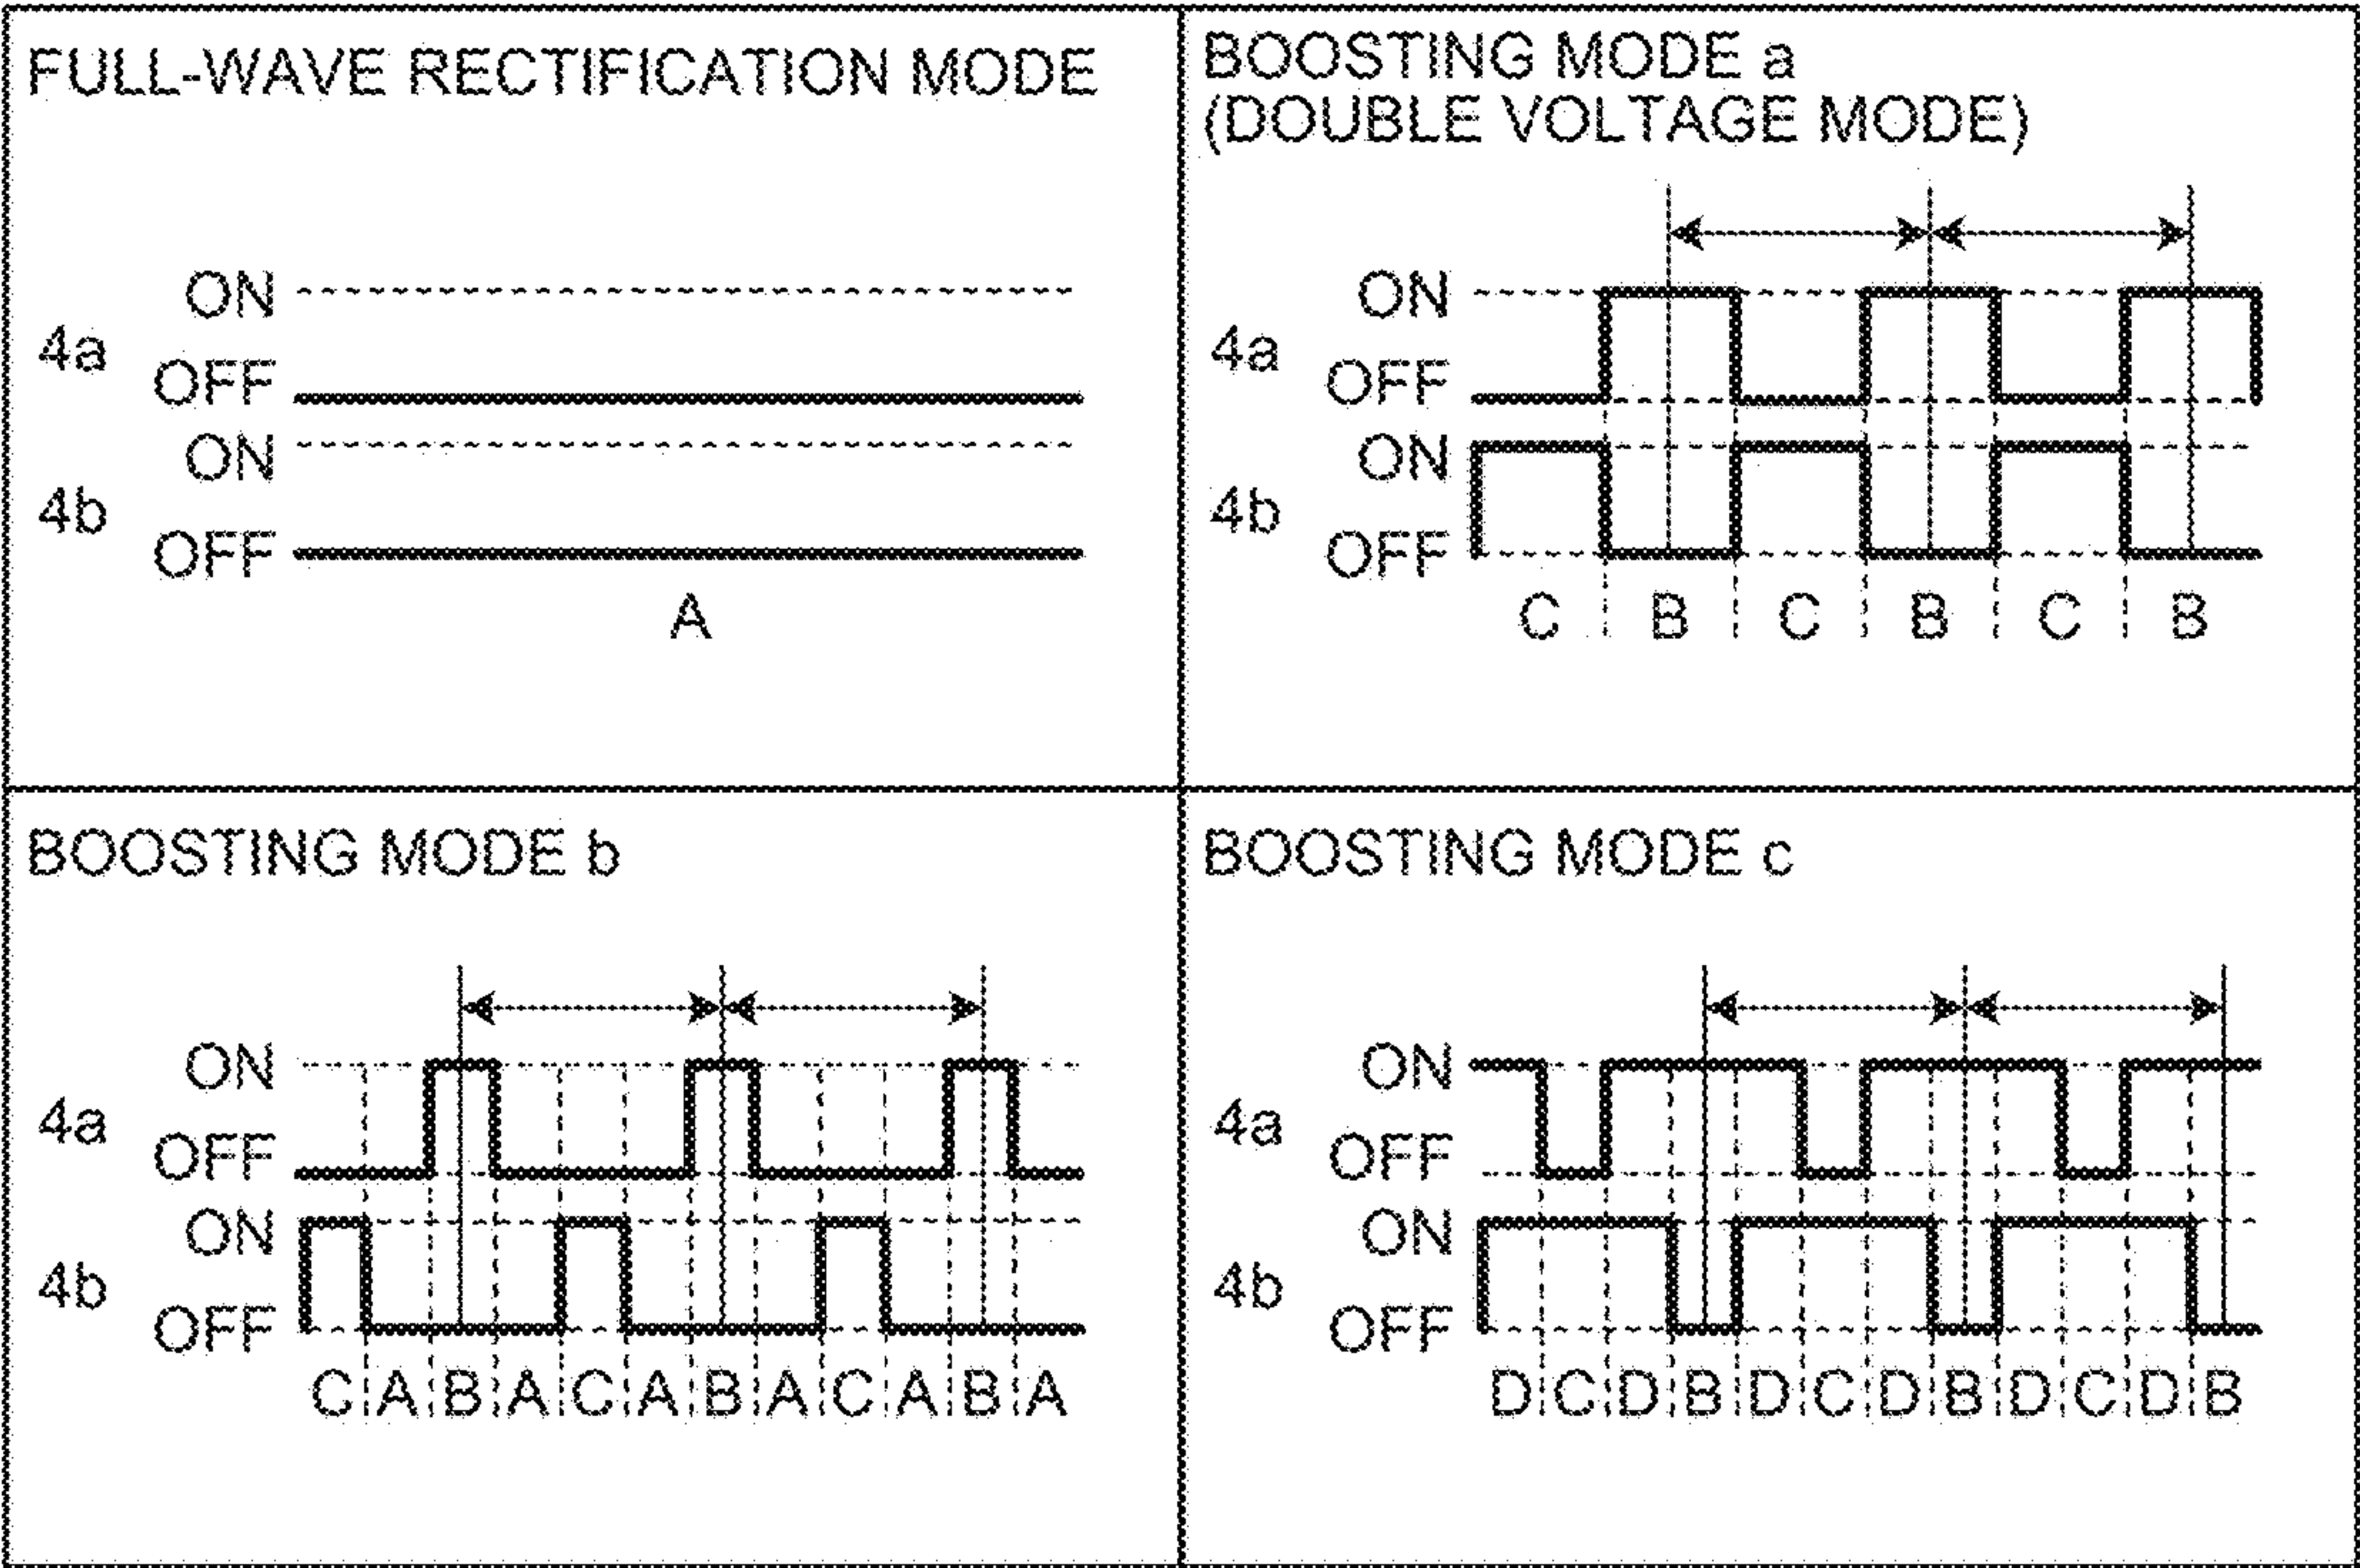 FULL-WAVE RECTIFICATION MODE
ON
4a
OFF
ON
4b
OFF
A
BOOSTING MODE a
(DOUBLE VOLTAGE MODE)
ON
4a
OFF
ON
4b
OFF
C B C B C B
BOOSTING MODE b
ON
4a
OFF
ON
4b
OFF
C A B A C A B A C A B A
BOOSTING MODE c
ON
4a
OFF
ON
4b
OFF
D C D B D C D B D C D B